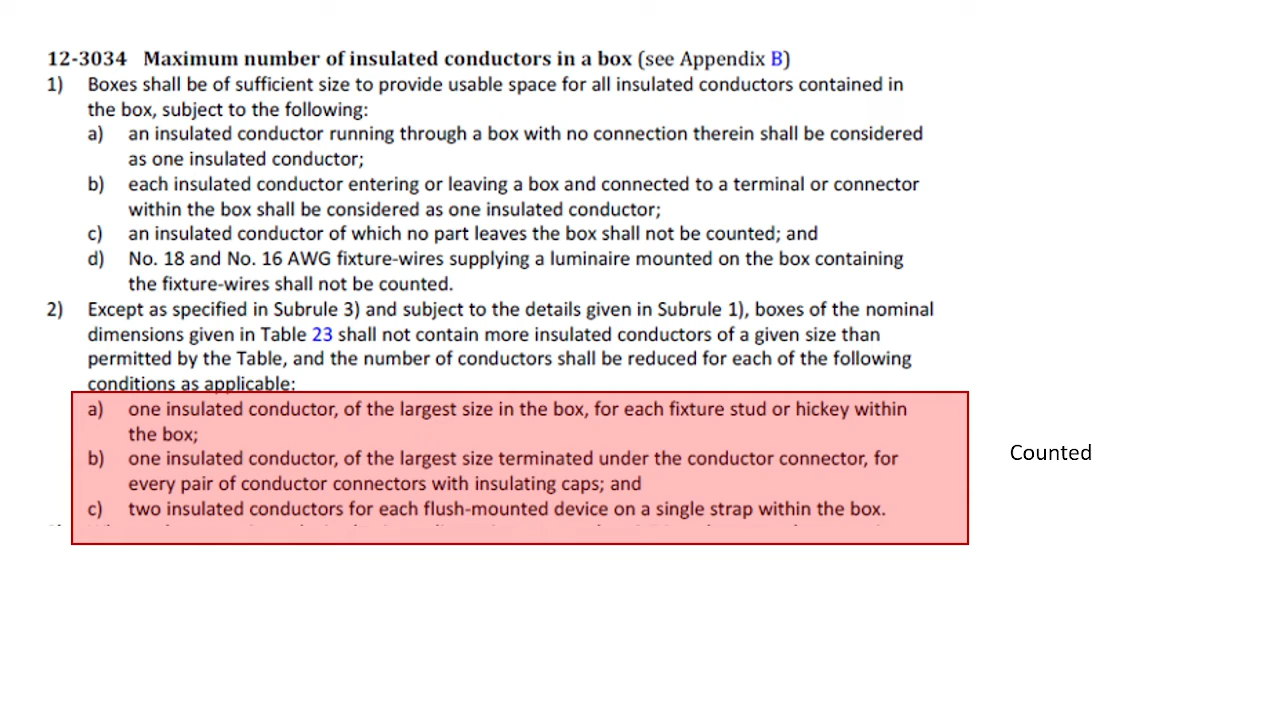 12-3034 Maximum number of insulated conductors in a box (see Appendix B)
1) Boxes shall be of sufficient size to provide usable space for all insulated conductors contained in
the box, subject to the following:
a) an insulated conductor running through a box with no connection therein shall be considered
as one insulated conductor;
b) each insulated conductor entering or leaving a box and connected to a terminal or connector
within the box shall be considered as one insulated conductor;
c) an insulated conductor of which no part leaves the box shall not be counted; and
d) No. 18 and No. 16 AWG fixture-wires supplying a luminaire mounted on the box containing
the fixture-wires shall not be counted.
2) Except as specified in Subrule 3) and subject to the details given in Subrule 1), boxes of the nominal
dimensions given in Table 23 shall not contain more insulated conductors of a given size than
permitted by the Table, and the number of conductors shall be reduced for each of the following
conditions as applicable:
a) one insulated conductor, of the largest size in the box, for each fixture stud or hickey within
the box;
b) one insulated conductor, of the largest size terminated under the conductor connector, for
every pair of conductor connectors with insulating caps; and
c) two insulated conductors for each flush-mounted device on a single strap within the box.
Counted